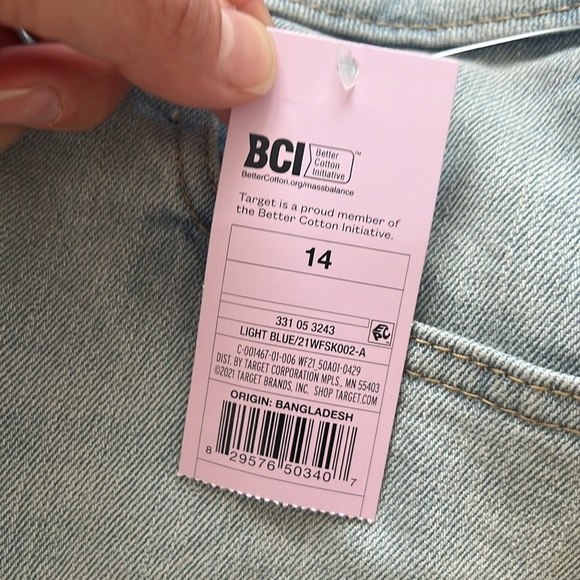 BCI Better Cotton Initiative™
BetterCotton.org/massbalance
Target is a proud member of
the Better Cotton Initiative.
14
331 05 3243
LIGHT BLUE/21WFSK002-A
C-001467-01-006 WF21 50A01-0429
DIST. BY TARGET CORPORATION MPLS, MN 55403
©2021 TARGET BRANDS, INC. SHOP TARGET.COM
ORIGIN: BANGLADESH
8 29576 50340 7